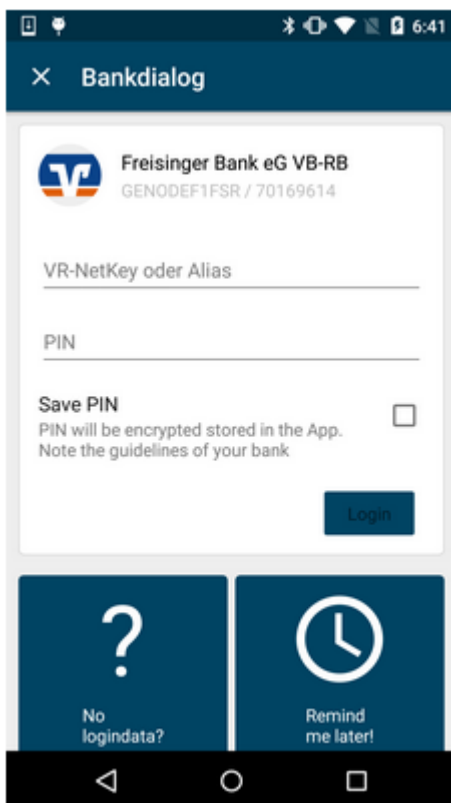 6:41
Bankdialog
Freisinger Bank eG VB-RB
GENODEF1FSR / 70169614
VR-NetKey oder Alias
PIN
Save PIN
PIN will be encrypted stored in the App.
Note the guidelines of your bank
Login
?
No
logindata?
Remind
me later!